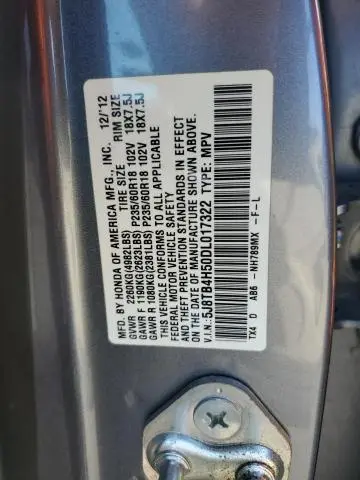 MFD. BY HONDA OF AMERICA MFG., INC. 12/'12
TIRE SIZE RIM SIZE
GVWR 2260KG(4982LBS)
GAWR F 1190KG(2623LBS) P235/60R18 102V 18X7.5J
GAWR R 1080KG(2381LBS) P235/60R18 102V 18X7.5J
THIS VEHICLE CONFORMS TO ALL APPLICABLE
FEDERAL MOTOR VEHICLE SAFETY AND
THEFT PREVENTION STANDARDS IN EFFECT
ON THE DATE OF MANUFACTURE SHOWN ABOVE.
V.I.N.: 5J8TB4H50DL017322 TYPE: MPV
TX4 D AB6 - NH789MX -F-L